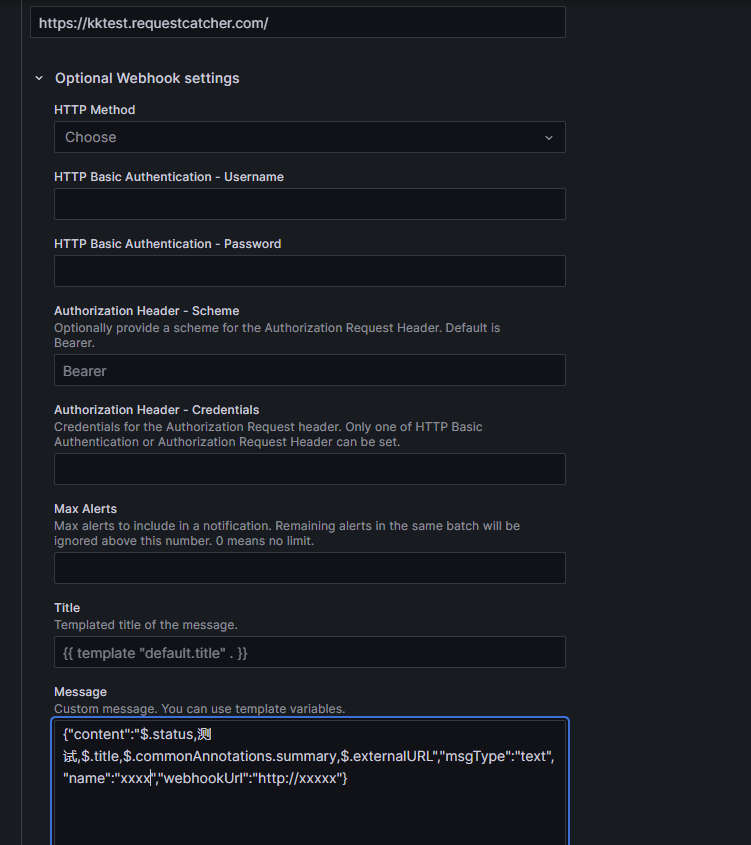 https://kktest.requestcatcher.com/
Optional Webhook settings
HTTP Method
Choose
HTTP Basic Authentication - Username
HTTP Basic Authentication - Password
Authorization Header - Scheme
Optionally provide a scheme for the Authorization Request Header. Default is
Bearer.
Bearer
Authorization Header - Credentials
Credentials for the Authorization Request header. Only one of HTTP Basic
Authentication or Authorization Request Header can be set.
Max Alerts
Max alerts to include in a notification. Remaining alerts in the same batch will be
ignored above this number. 0 means no limit.
Title
Templated title of the message.
{{ template "default.title" . }}
Message
Custom message. You can use template variables.
{"content":"$.status,测
试,$.title,$.commonAnnotations.summary,$.externalURL","msgType":"text",
"name":"xxxx","webhookUrl":"http://xxxxx"}